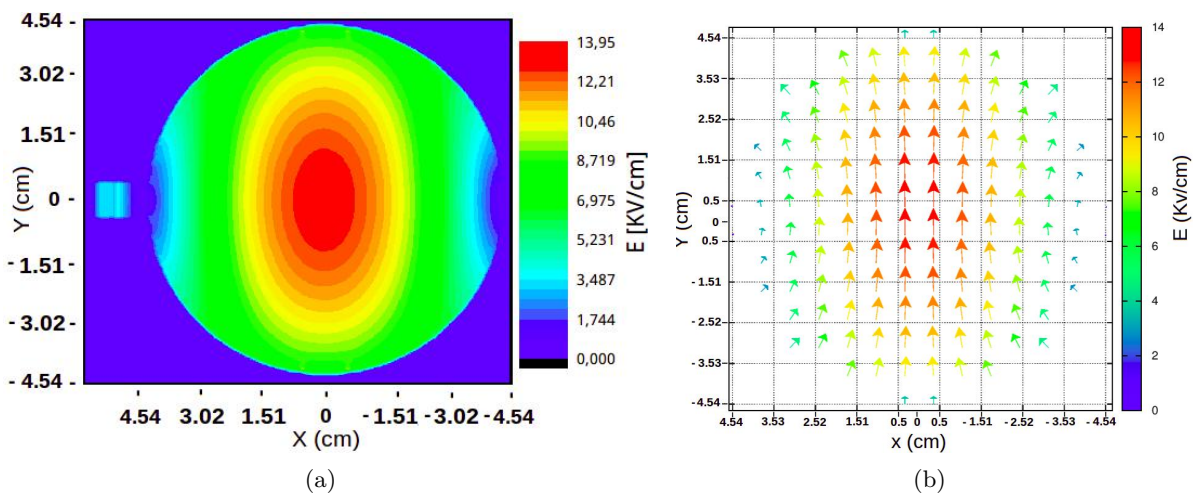 Y (cm)
4.54 -
3.02 -
1.51 -
0 -
- 1.51 -
- 3.02 -
- 4.54 -
4.54 3.02 1.51 0 -1.51 -3.02 -4.54
X (cm)
13,95
12,21
10,46
8,719
6,975
5,231
3,487
1,744
0,000
E [KV/cm]
(a)
Y (cm)
4.54
3.53
2.52
1.51
0.5
0
0.5
-1.51
-2.52
-3.53
-4.54
4.54 3.53 2.52 1.51 0.5 0 0.5 -1.51 -2.52 -3.53 -4.54
x (cm)
14
12
10
8
6
4
2
0
E (Kv/cm)
(b)